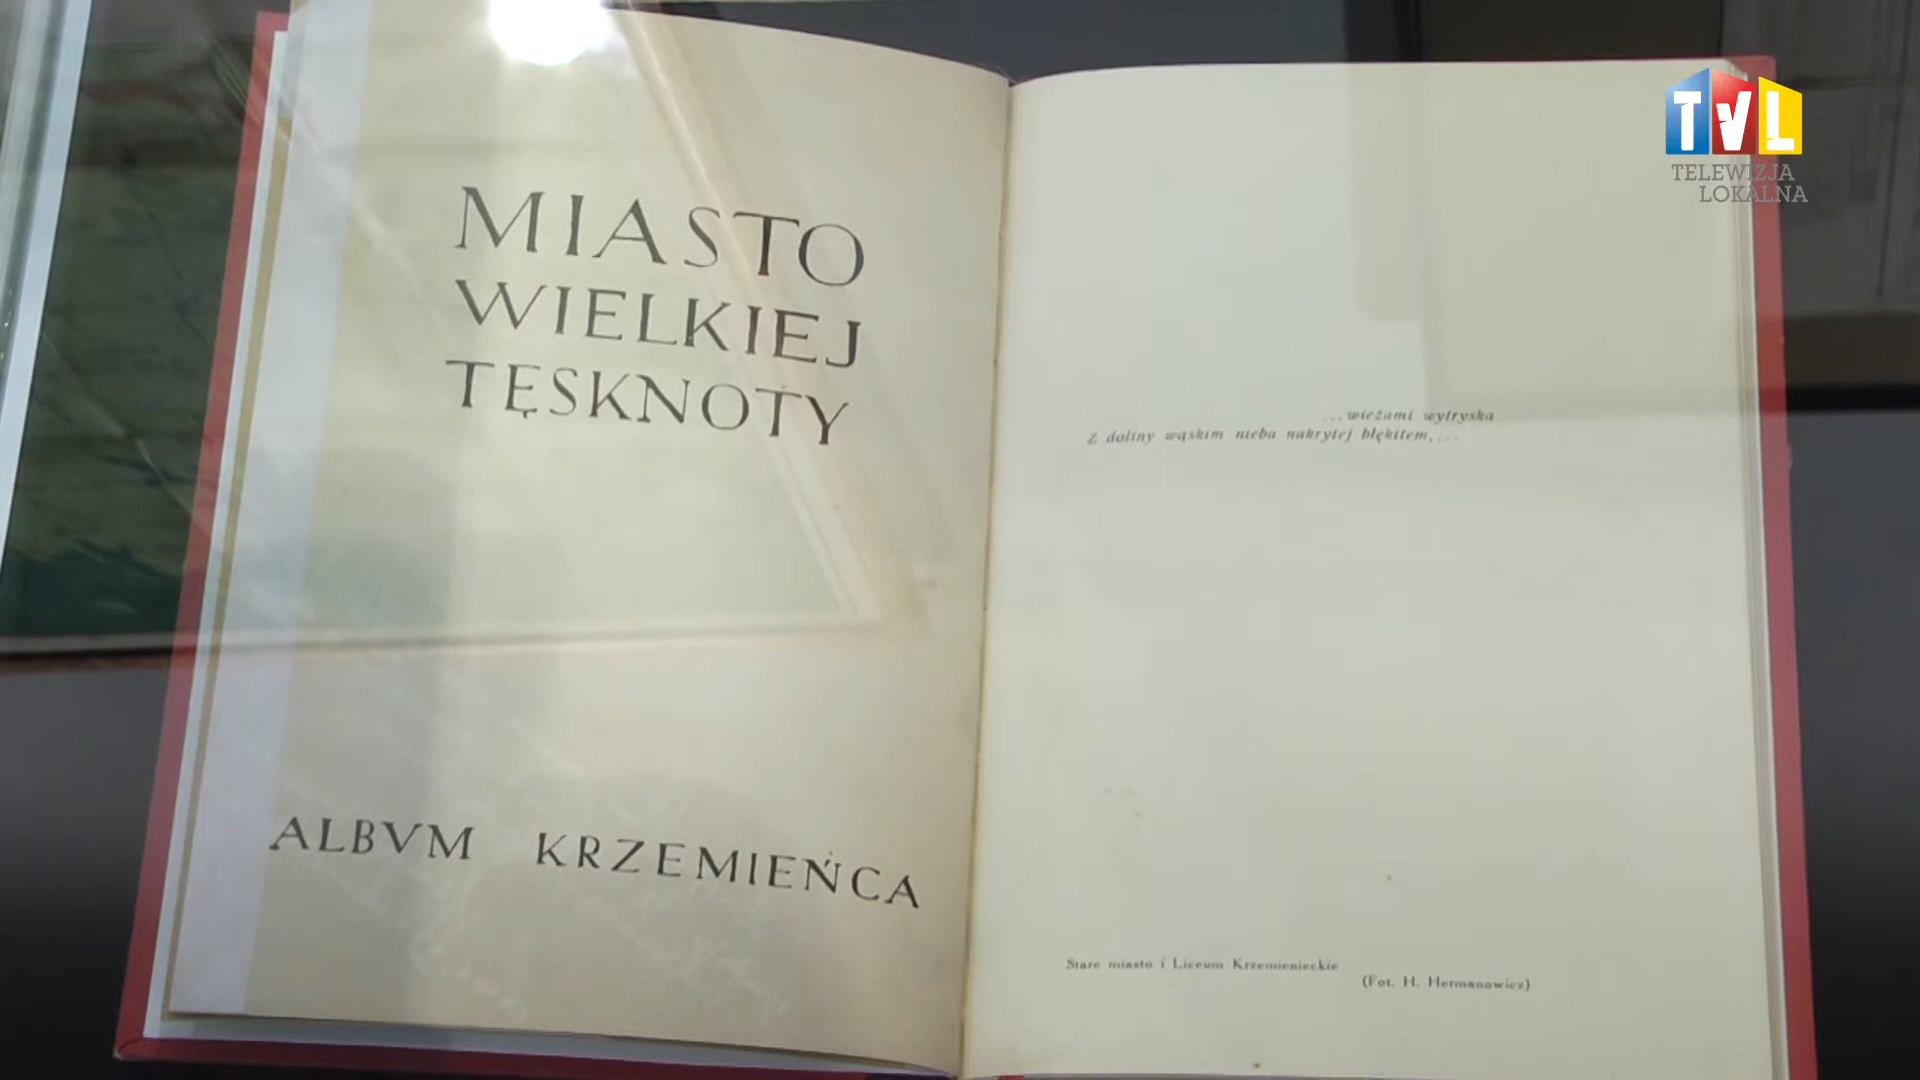 MIASTO
WIELKIEJ
TĘSKNOTY
ALBVM KRZEMIEŃCA
...wieżami wytryska
Z doliny wąskim nieba nakrytej błękitem,...
Stare miasto i Liceum Krzemienieckie
(Fot. H. Hermanowicz)
TVL
TELEWIZJA
LOKALNA